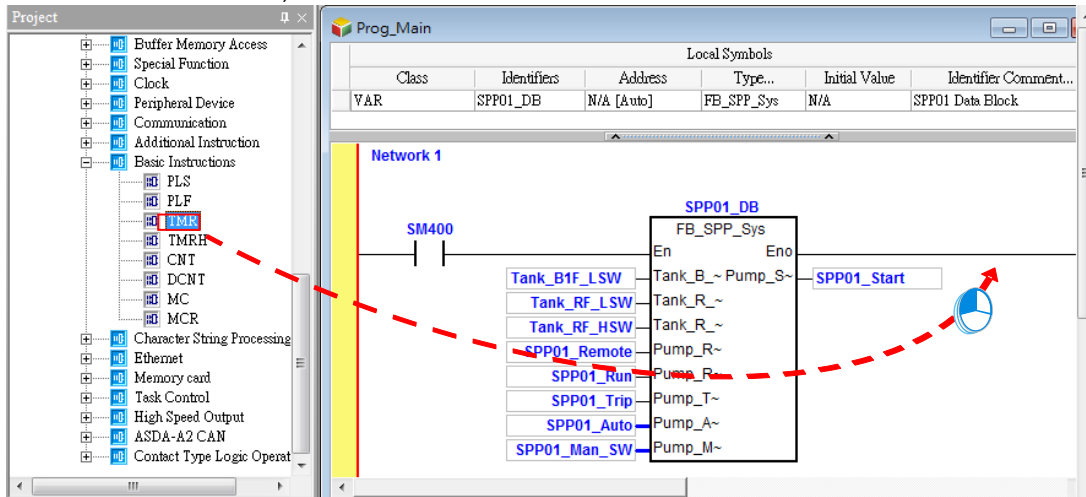 Project
Buffer Memory Access
Special Function
Clock
Peripheral Device
Communication
Additional Instruction
Basic Instructions
PLS
PLF
TMR
TMRH
CNT
DCNT
MC
MCR
Character String Processing
Ethernet
Memory card
Task Control
High Speed Output
ASDA-A2 CAN
Contact Type Logic Operat
Prog_Main
Local Symbols
Class Identifiers Address Type... Initial Value Identifier Comment...
VAR SPP01_DB N/A [Auto] FB_SPP_Sys N/A SPP01 Data Block
Network 1
SPP01_DB
SM400 FB_SPP_Sys
En Eno
Tank_B1F_LSW Tank_B_~ Pump_S~ SPP01_Start
Tank_RF_LSW Tank_R_~
Tank_RF_HSW Tank_R_~
SPP01_Remote Pump_R~
SPP01_Run Pump_R~
SPP01_Trip Pump_T~
SPP01_Auto Pump_A~
SPP01_Man_SW Pump_M~